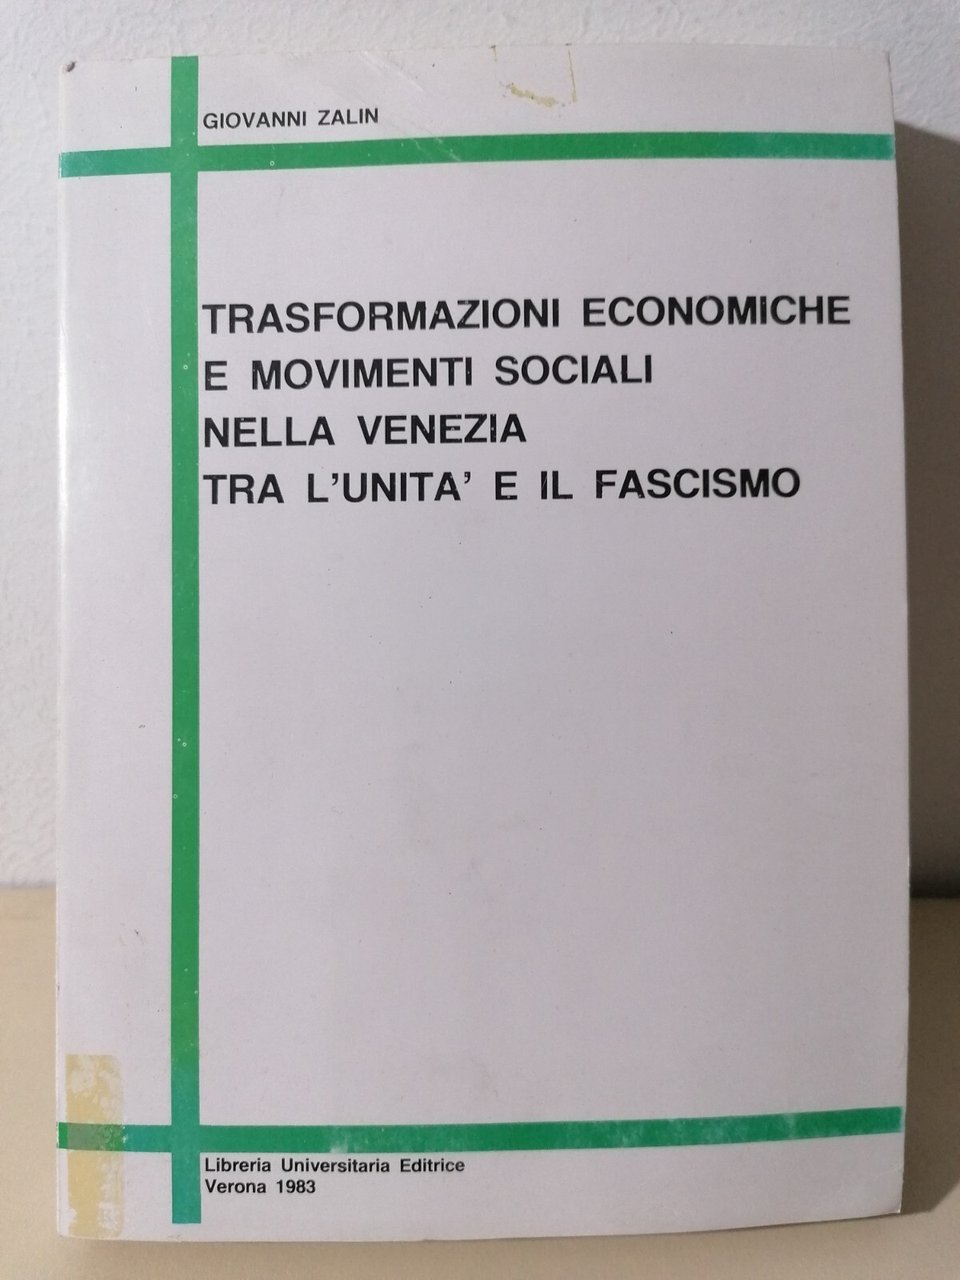 GIOVANNI ZALIN
TRASFORMAZIONI ECONOMICHE
E MOVIMENTI SOCIALI
NELLA VENEZIA
TRA L'UNITA' E IL FASCISMO
Libreria Universitaria Editrice
Verona 1983